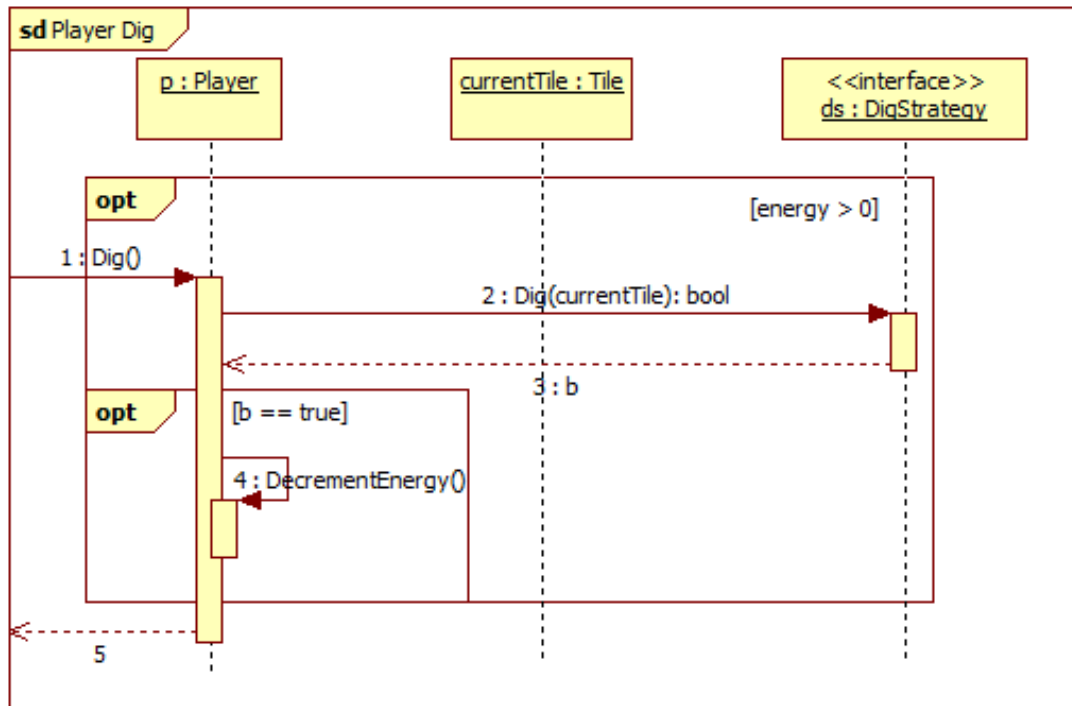 sd Player Dig
p : Player
currentTile : Tile
<<interface>>
ds : DigStrategy
opt
[energy > 0]
1 : Dig()
2 : Dig(currentTile): bool
3 : b
opt
[b == true]
4 : DecrementEnergy()
5